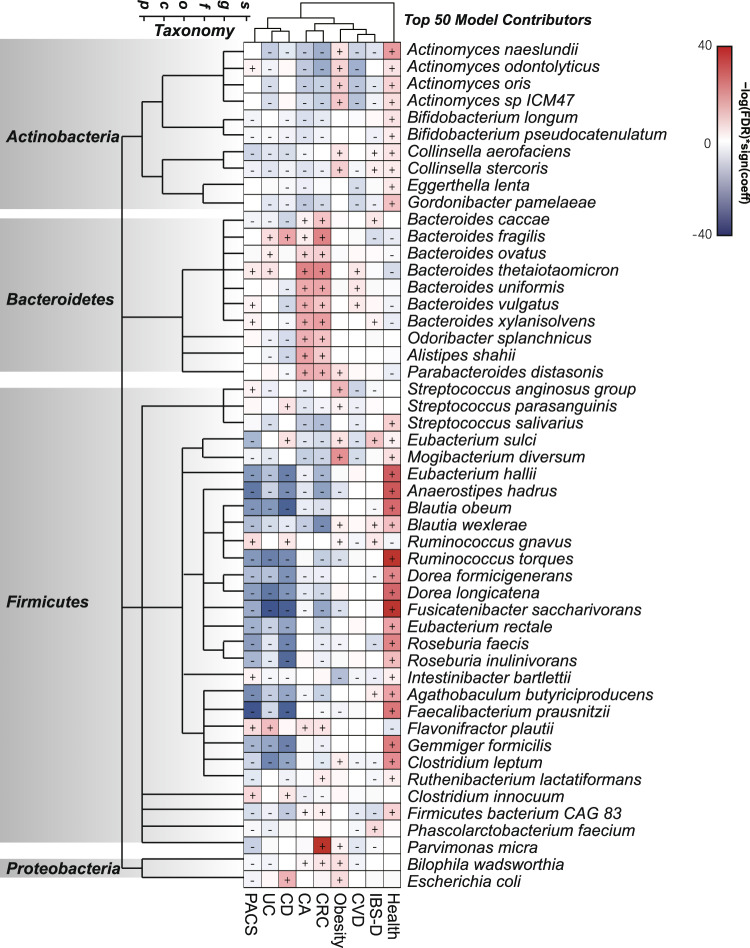 p c o f g s
Taxonomy
Top 50 Model Contributors
Actinobacteria
Bacteroidetes
Firmicutes
Proteobacteria
Actinomyces naeslundii
Actinomyces odontolyticus
Actinomyces oris
Actinomyces sp ICM47
Bifidobacterium longum
Bifidobacterium pseudocatenulatum
Collinsella aerofaciens
Collinsella stercoris
Eggerthella lenta
Gordonibacter pamelaeae
Bacteroides caccae
Bacteroides fragilis
Bacteroides ovatus
Bacteroides thetaiotaomicron
Bacteroides uniformis
Bacteroides vulgatus
Bacteroides xylanisolvens
Odoribacter splanchnicus
Alistipes shahii
Parabacteroides distasonis
Streptococcus anginosus group
Streptococcus parasanguinis
Streptococcus salivarius
Eubacterium sulci
Mogibacterium diversum
Eubacterium hallii
Anaerostipes hadrus
Blautia obeum
Blautia wexlerae
Ruminococcus gnavus
Ruminococcus torques
Dorea formicigenerans
Dorea longicatena
Fusicatenibacter saccharivorans
Eubacterium rectale
Roseburia faecis
Roseburia inulinivorans
Intestinibacter bartlettii
Agathobaculum butyriciproducens
Faecalibacterium prausnitzii
Flavonifractor plautii
Gemmiger formicilis
Clostridium leptum
Ruthenibacterium lactatiformans
Clostridium innocuum
Firmicutes bacterium CAG 83
Phascolarctobacterium faecium
Parvimonas micra
Bilophila wadsworthia
Escherichia coli
PACS
UC
CD
CA
CRC
Obesity
CVD
IBS-D
Health
40
0
−40
−log(FDR*sign(coeff)